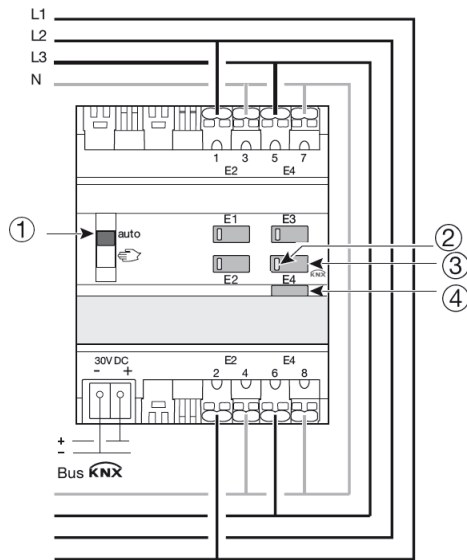 L1
L2
L3
N
1 3 5 7
E2 E4
① auto
E1 E3
②
③
E2 E4 KNX
④
30V DC
- +
E2 E4
2 4 6 8
+
-
Bus KNX